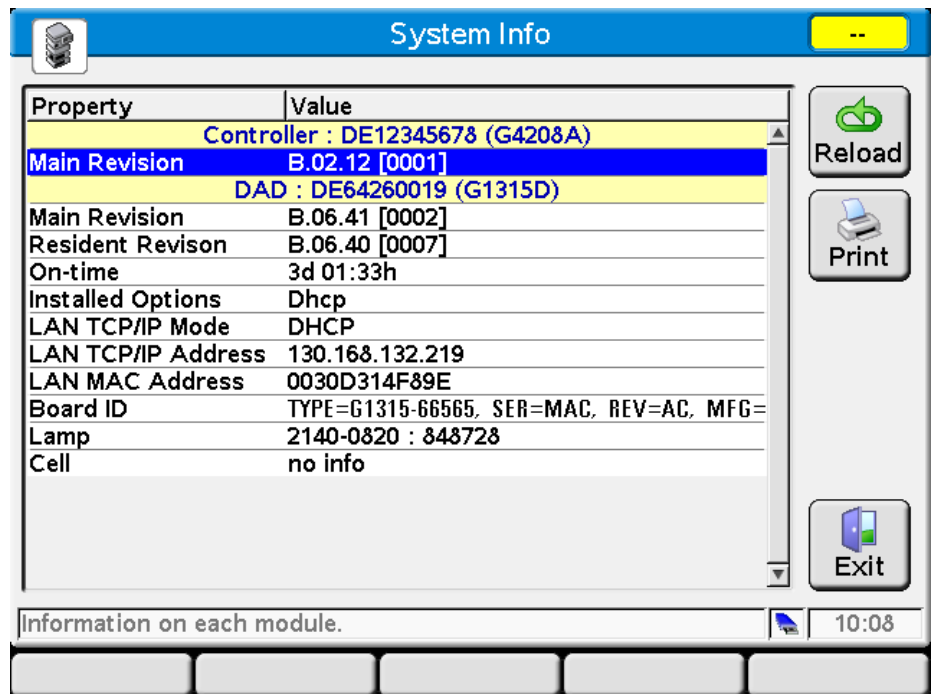 System Info
--
Property Value
Controller : DE12345678 (G4208A)
Main Revision B.02.12 [0001]
DAD : DE64260019 (G1315D)
Main Revision B.06.41 [0002]
Resident Revison B.06.40 [0007]
On-time 3d 01:33h
Installed Options Dhcp
LAN TCP/IP Mode DHCP
LAN TCP/IP Address 130.168.132.219
LAN MAC Address 0030D314F89E
Board ID TYPE=G1315-66565, SER=MAC, REV=AC, MFG=
Lamp 2140-0820 : 848728
Cell no info
Reload
Print
Exit
Information on each module.
10:08